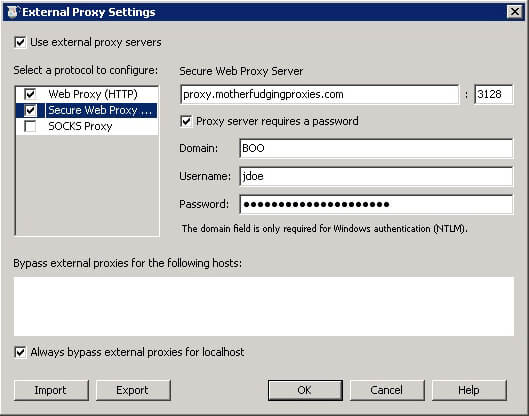 External Proxy Settings
Use external proxy servers
Select a protocol to configure:
Web Proxy (HTTP)
Secure Web Proxy ...
SOCKS Proxy
Secure Web Proxy Server
proxy.motherfudgingproxies.com : 3128
Proxy server requires a password
Domain: BOO
Username: jdoe
Password: ●●●●●●●●●●●●●●●●●●●●●
The domain field is only required for Windows authentication (NTLM).
Bypass external proxies for the following hosts:
Always bypass external proxies for localhost
Import Export OK Cancel Help